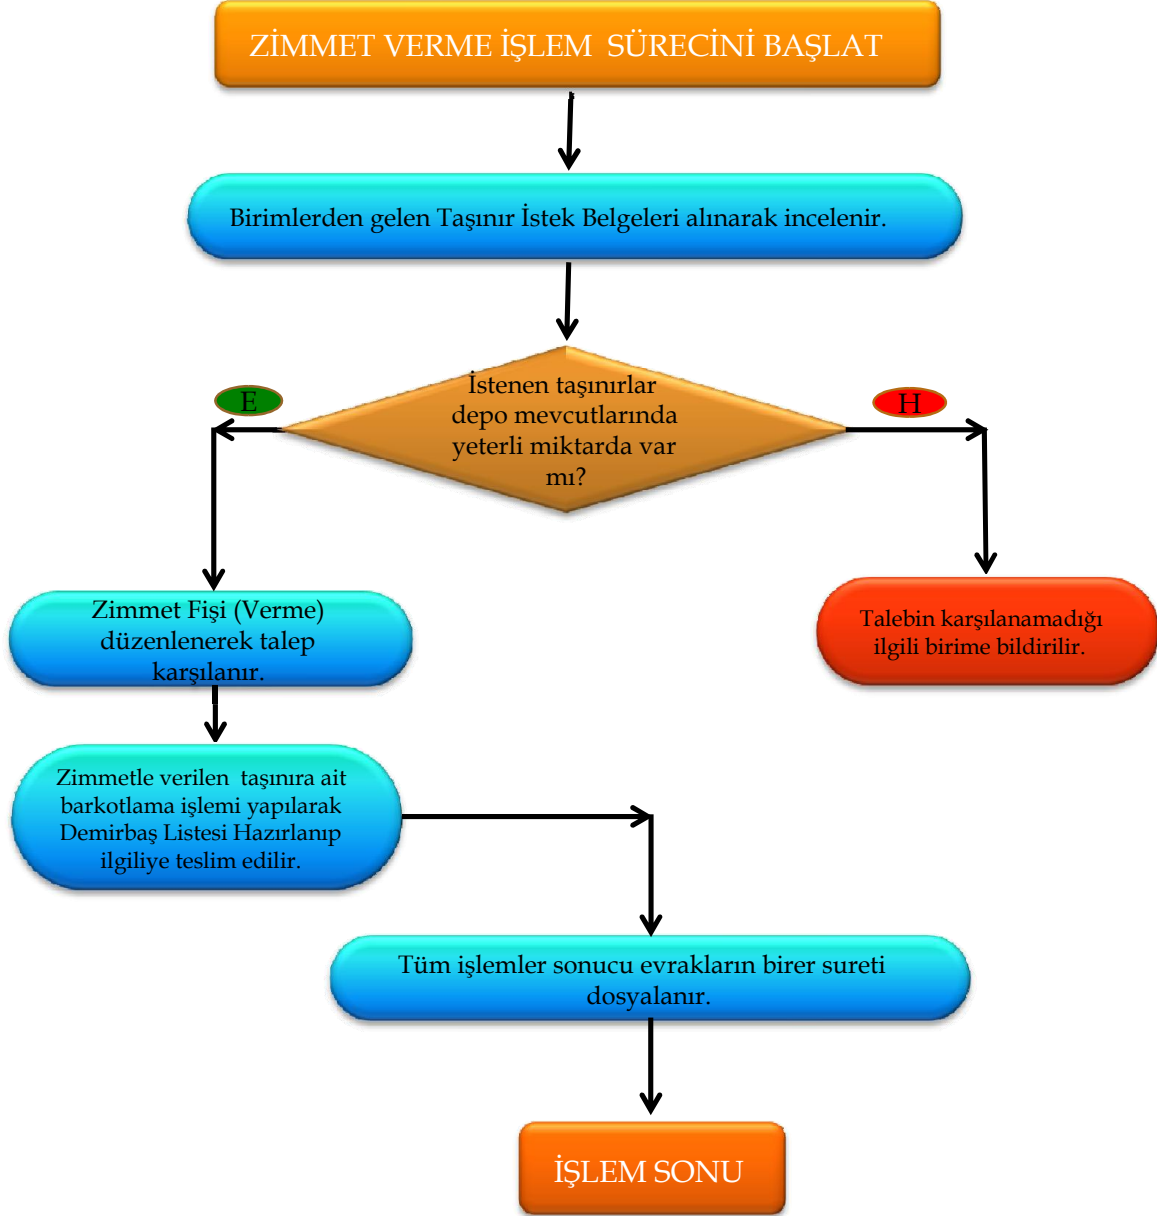 ZİMMET VERME İŞLEM SÜRECİNİ BAŞLAT
Birimlerden gelen Taşınır İstek Belgeleri alınarak incelenir.
İstenen taşınırlar
depo mevcutlarında
yeterli miktarda var
mı?
E
H
Zimmet Fişi (Verme)
düzenlenerek talep
karşılanır.
Talebin karşılanamadığı
ilgili birime bildirilir.
Zimmetle verilen taşınıra ait
barkotlama işlemi yapılarak
Demirbaş Listesi Hazırlanıp
ilgiliye teslim edilir.
Tüm işlemler sonucu evrakların birer sureti
dosyalanır.
İŞLEM SONU